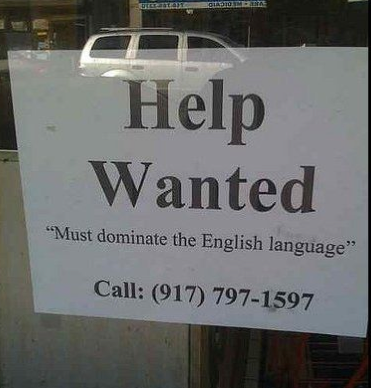 Help
Wanted
“Must dominate the English language”
Call: (917) 797-1597